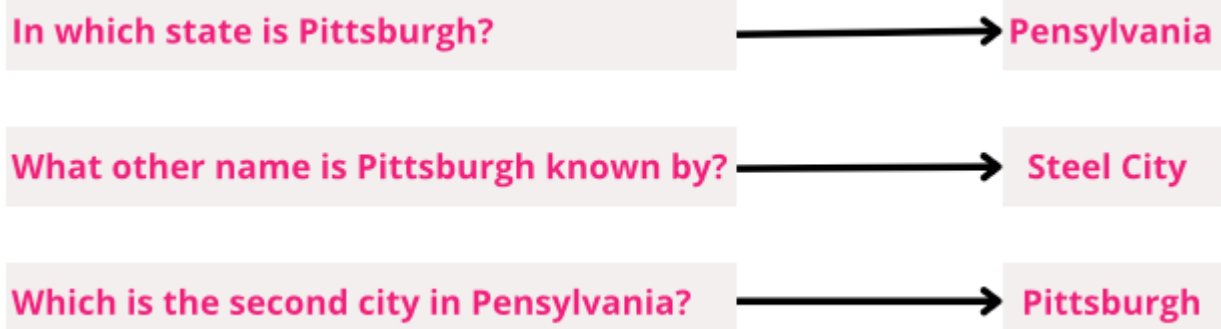 In which state is Pittsburgh? Pensylvania
What other name is Pittsburgh known by? Steel City
Which is the second city in Pensylvania? Pittsburgh